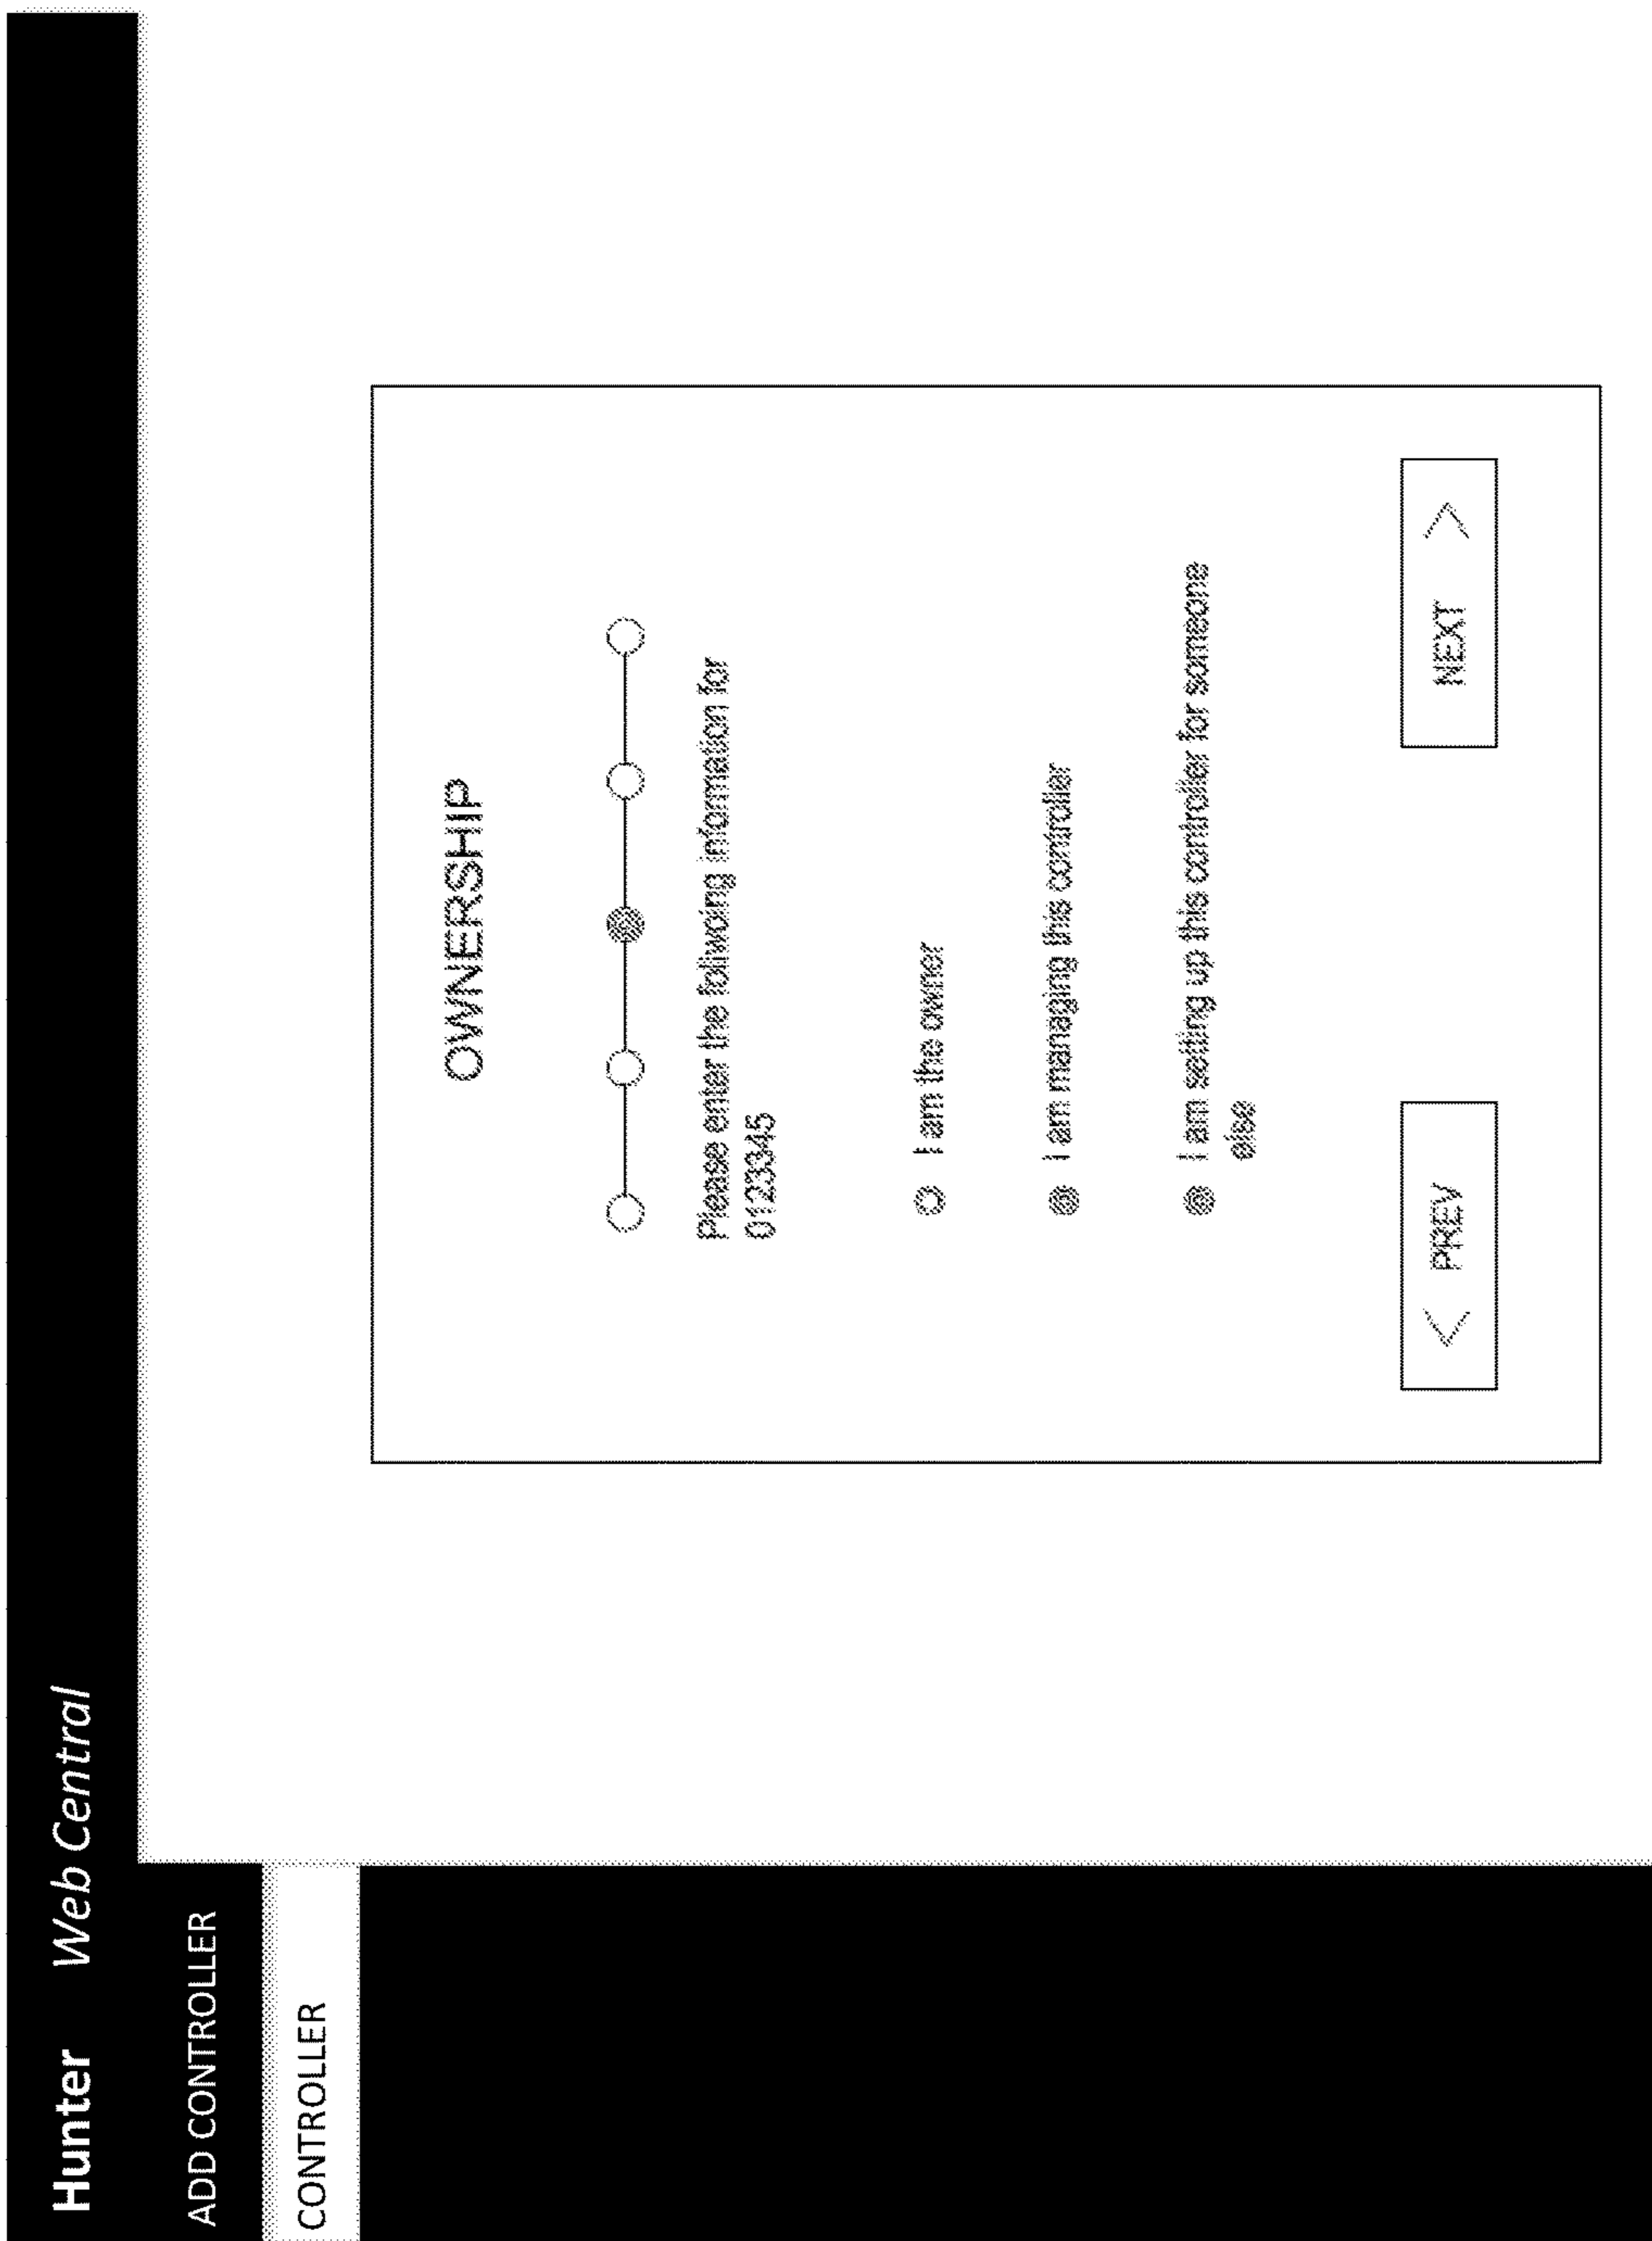 Hunter Web Central
ADD CONTROLLER
CONTROLLER
OWNERSHIP
Please enter the follwoing information for
0123345
I am the owner
I am managing this controller
I am setting up this controller for someone
else
< PREV
NEXT >